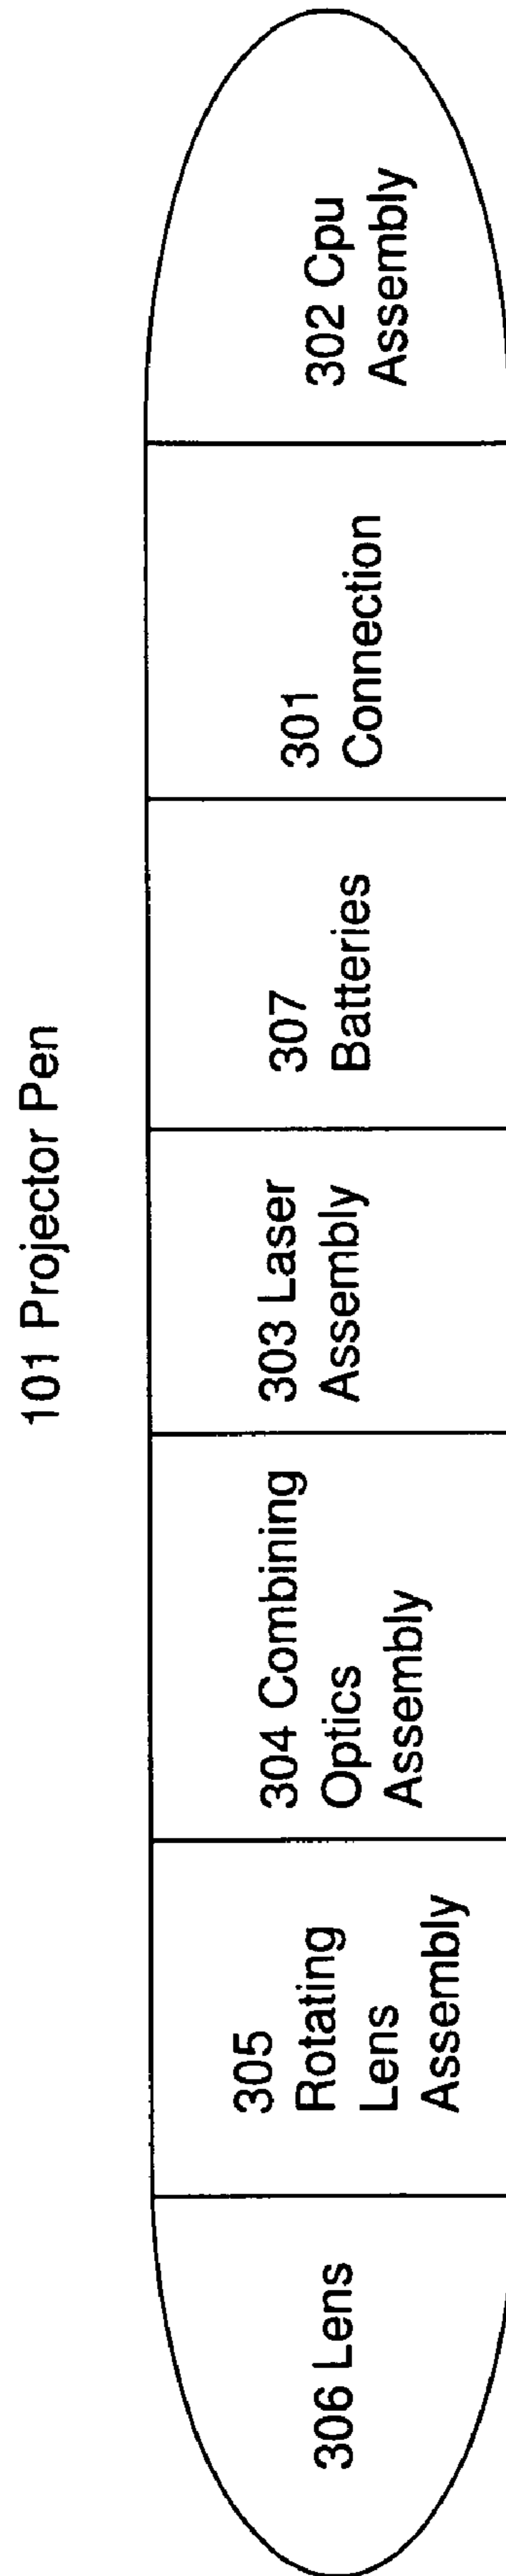 101 Projector Pen
306 Lens
305
Rotating
Lens
Assembly
304 Combining
Optics
Assembly
303 Laser
Assembly
307
Batteries
301
Connection
302 Cpu
Assembly